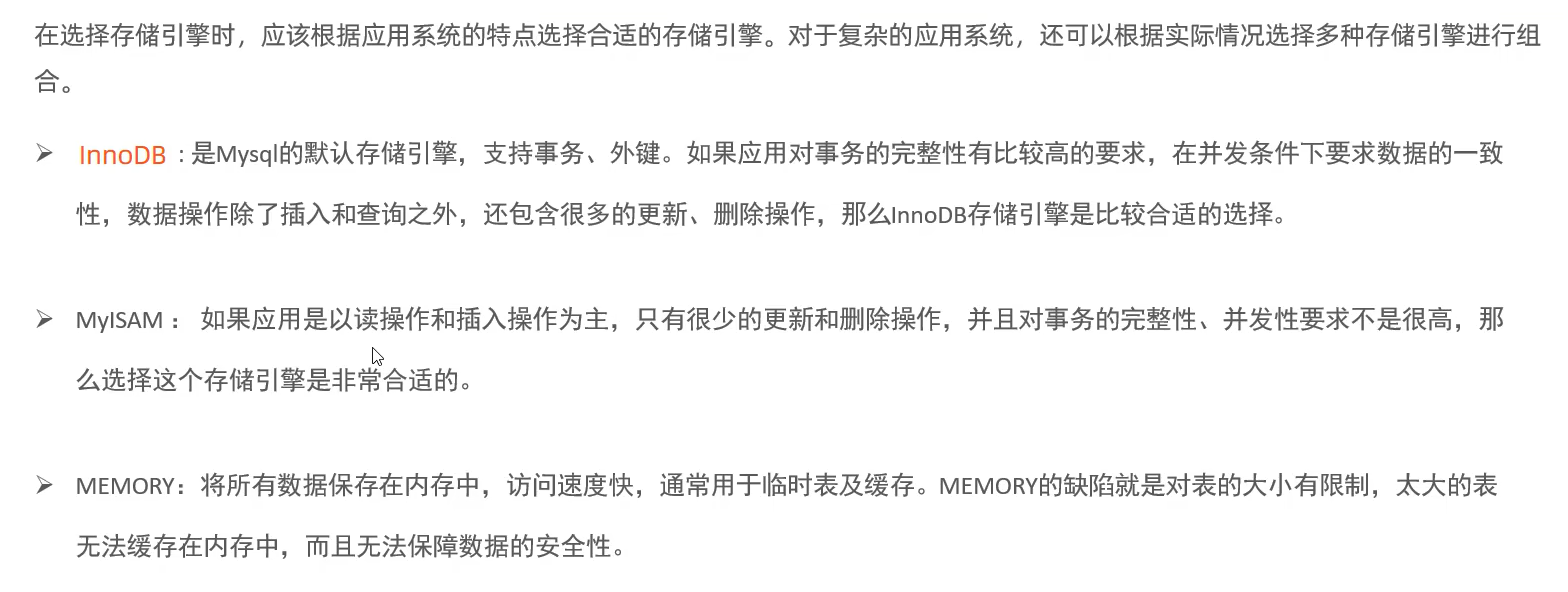 在选择存储引擎时，应该根据应用系统的特点选择合适的存储引擎。对于复杂的应用系统，还可以根据实际情况选择多种存储引擎进行组
合。
➢ InnoDB : 是Mysql的默认存储引擎，支持事务、外键。如果应用对事务的完整性有比较高的要求，在并发条件下要求数据的一致
性，数据操作除了插入和查询之外，还包含很多的更新、删除操作，那么InnoDB存储引擎是比较合适的选择。
➢ MyISAM ： 如果应用是以读操作和插入操作为主，只有很少的更新和删除操作，并且对事务的完整性、并发性要求不是很高，那
么选择这个存储引擎是非常合适的。
➢ MEMORY：将所有数据保存在内存中，访问速度快，通常用于临时表及缓存。MEMORY的缺陷就是对表的大小有限制，太大的表
无法缓存在内存中，而且无法保障数据的安全性。